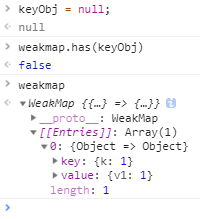 > keyObj = null;
< null
> weakmap.has(keyObj)
< false
> weakmap
< ▼ WeakMap {{…} => {…}} i
▶ __proto__: WeakMap
▼ [[Entries]]: Array(1)
▼ 0: {Object => Object}
▶ key: {k: 1}
▶ value: {v1: 1}
length: 1
>